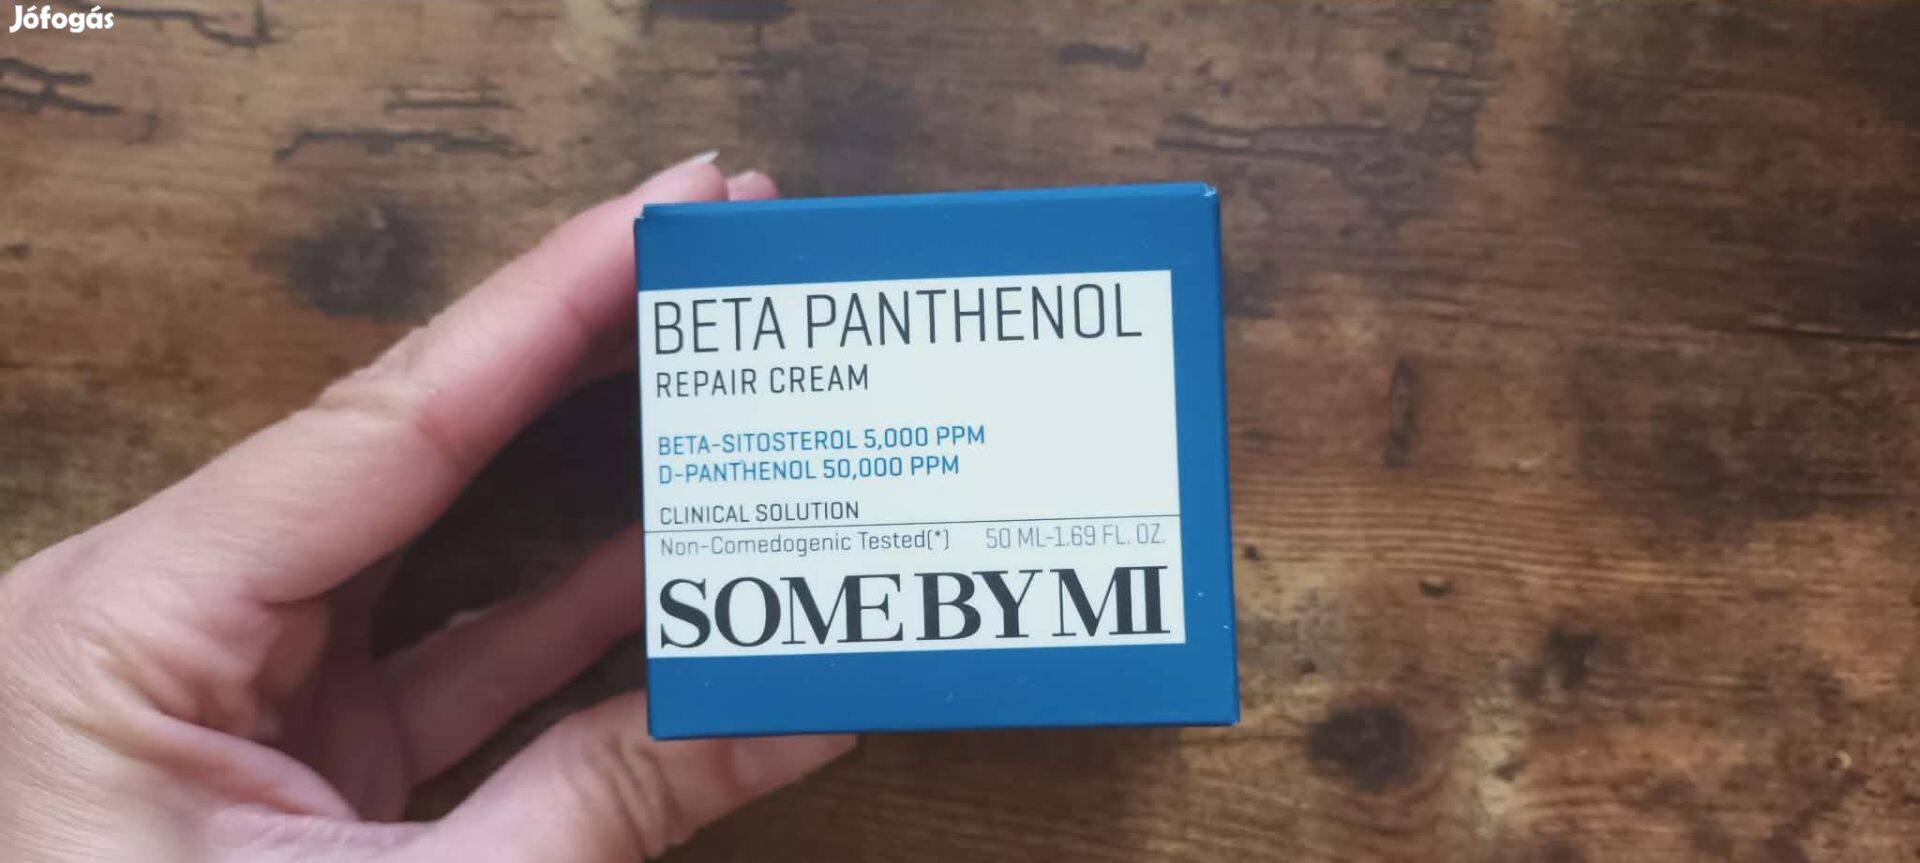 Jófogás
BETA PANTHENOL
REPAIR CREAM
BETA-SITOSTEROL 5,000 PPM
D-PANTHENOL 50,000 PPM
CLINICAL SOLUTION
Non-Comedogenic Tested(*) 50 ML-1.69 FL. OZ.
SOME BY MI